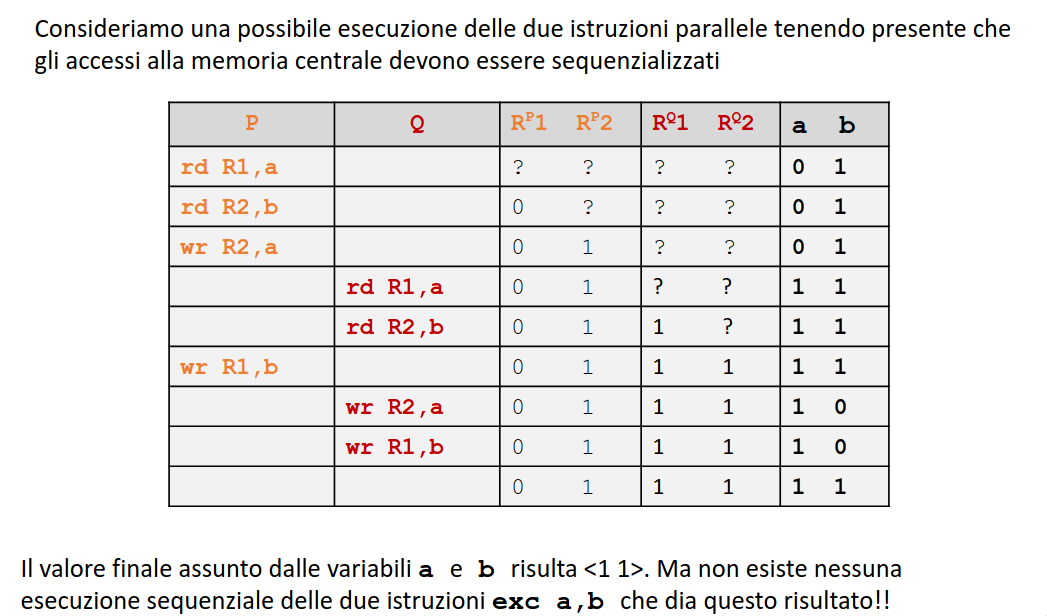 Consideriamo una possibile esecuzione delle due istruzioni parallele tenendo presente che
gli accessi alla memoria centrale devono essere sequenzializzati
P Q Rᴾ1 Rᴾ2 Rᑫ1 Rᑫ2 a b
rd R1,a ? ? ? ? 0 1
rd R2,b 0 ? ? ? 0 1
wr R2,a 0 1 ? ? 0 1
rd R1,a 0 1 ? ? 1 1
rd R2,b 0 1 1 ? 1 1
wr R1,b 0 1 1 1 1 1
wr R2,a 0 1 1 1 1 0
wr R1,b 0 1 1 1 1 0
0 1 1 1 1 1
Il valore finale assunto dalle variabili a e b risulta <1 1>. Ma non esiste nessuna
esecuzione sequenziale delle due istruzioni exc a,b che dia questo risultato!!